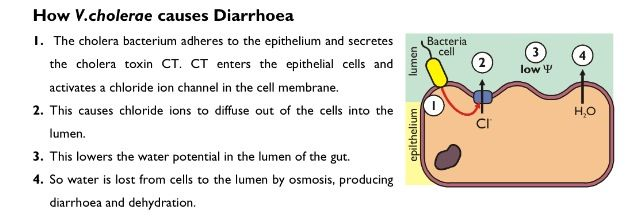 How V.cholerae causes Diarrhoea
1. The cholera bacterium adheres to the epithelium and secretes
the cholera toxin CT. CT enters the epithelial cells and
activates a chloride ion channel in the cell membrane.
2. This causes chloride ions to diffuse out of the cells into the
lumen.
3. This lowers the water potential in the lumen of the gut.
4. So water is lost from cells to the lumen by osmosis, producing
diarrhoea and dehydration.
lumen
Bacteria
cell
2
3
low Ψ
4
1
Cl⁻
H₂O
epilthelium